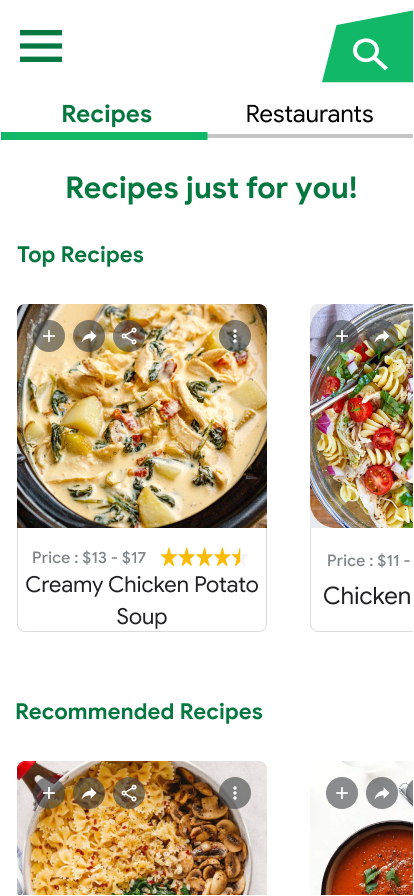 Recipes
Restaurants
Recipes just for you!
Top Recipes
Price : $13 - $17
Creamy Chicken Potato
Soup
Price : $11 -
Chicken
Recommended Recipes